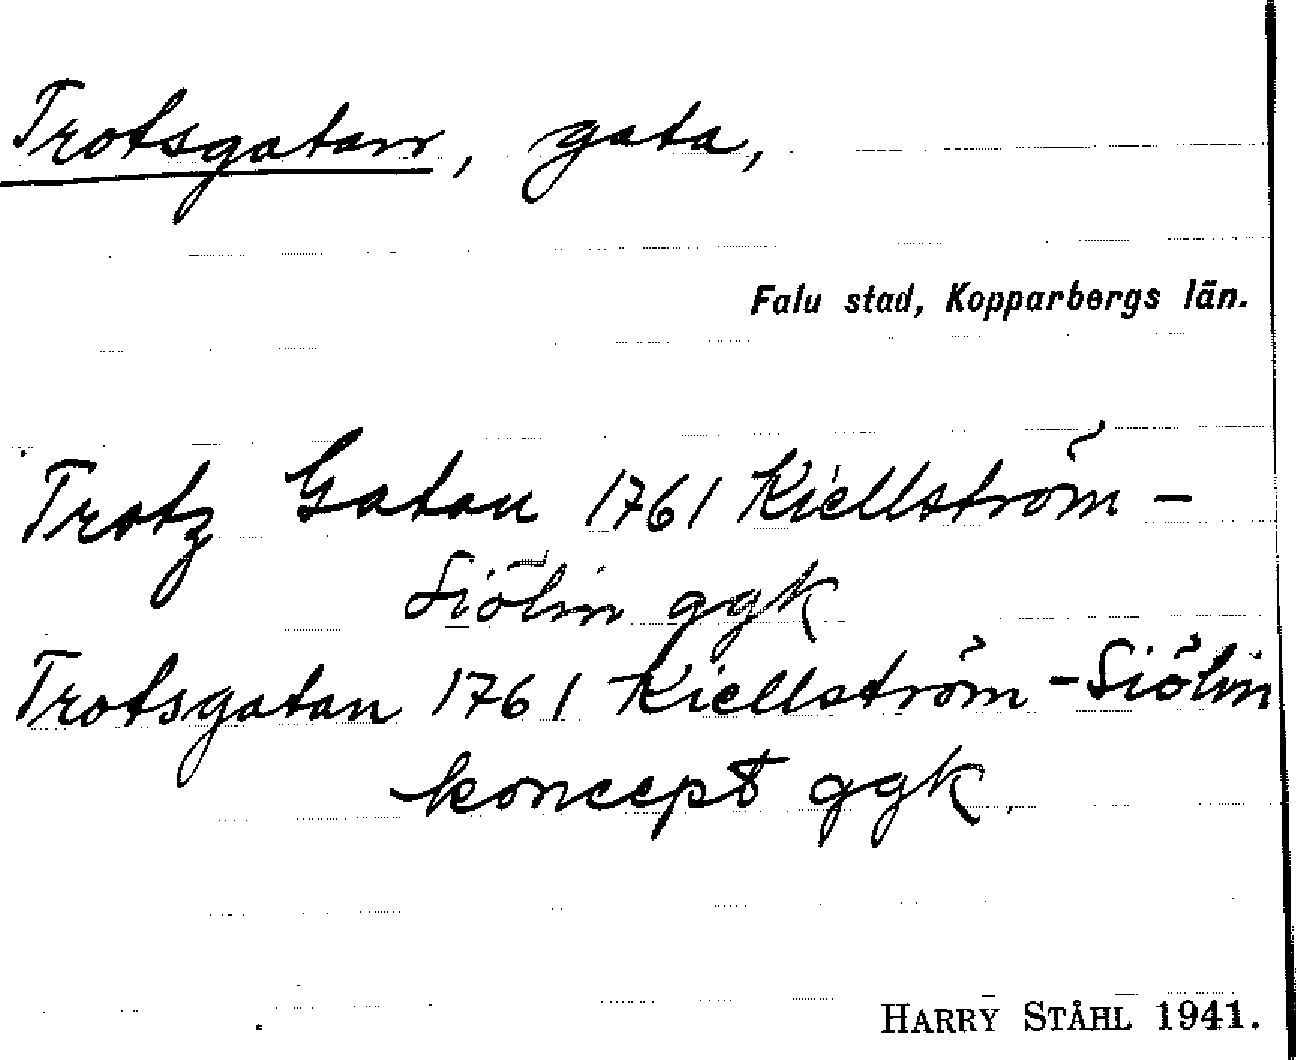 Trotsgatan, gata,
Falu stad, Kopparbergs län.
Trotz Gatan 1761 Kiellström-
Siölin ggk
Trotsgatan 1761 Kiellström-Siölin
koncept ggk
HARRY STÅHL 1941.